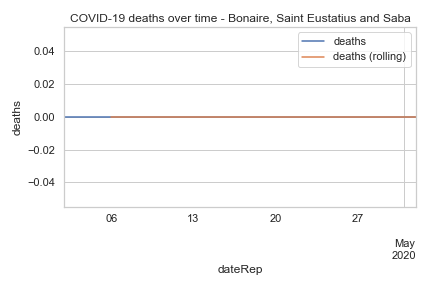 COVID-19 deaths over time - Bonaire, Saint Eustatius and Saba
deaths
deaths (rolling)
0.04
0.02
0.00
−0.02
−0.04
deaths
06 13 20 27
May
2020
dateRep